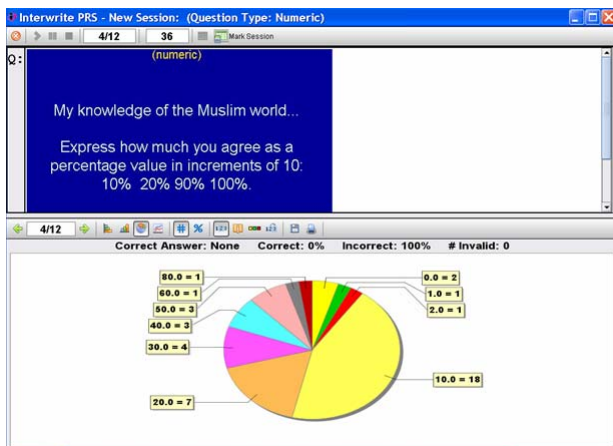 Interwrite PRS - New Session: (Question Type: Numeric)
4/12 36 Mark Session
Q: (numeric)
My knowledge of the Muslim world...
Express how much you agree as a
percentage value in increments of 10:
10% 20% 90% 100%.
4/12 # % 123
Correct Answer: None Correct: 0% Incorrect: 100% # Invalid: 0
80.0 = 1
60.0 = 1
50.0 = 3
40.0 = 3
30.0 = 4
20.0 = 7
0.0 = 2
1.0 = 1
2.0 = 1
10.0 = 18